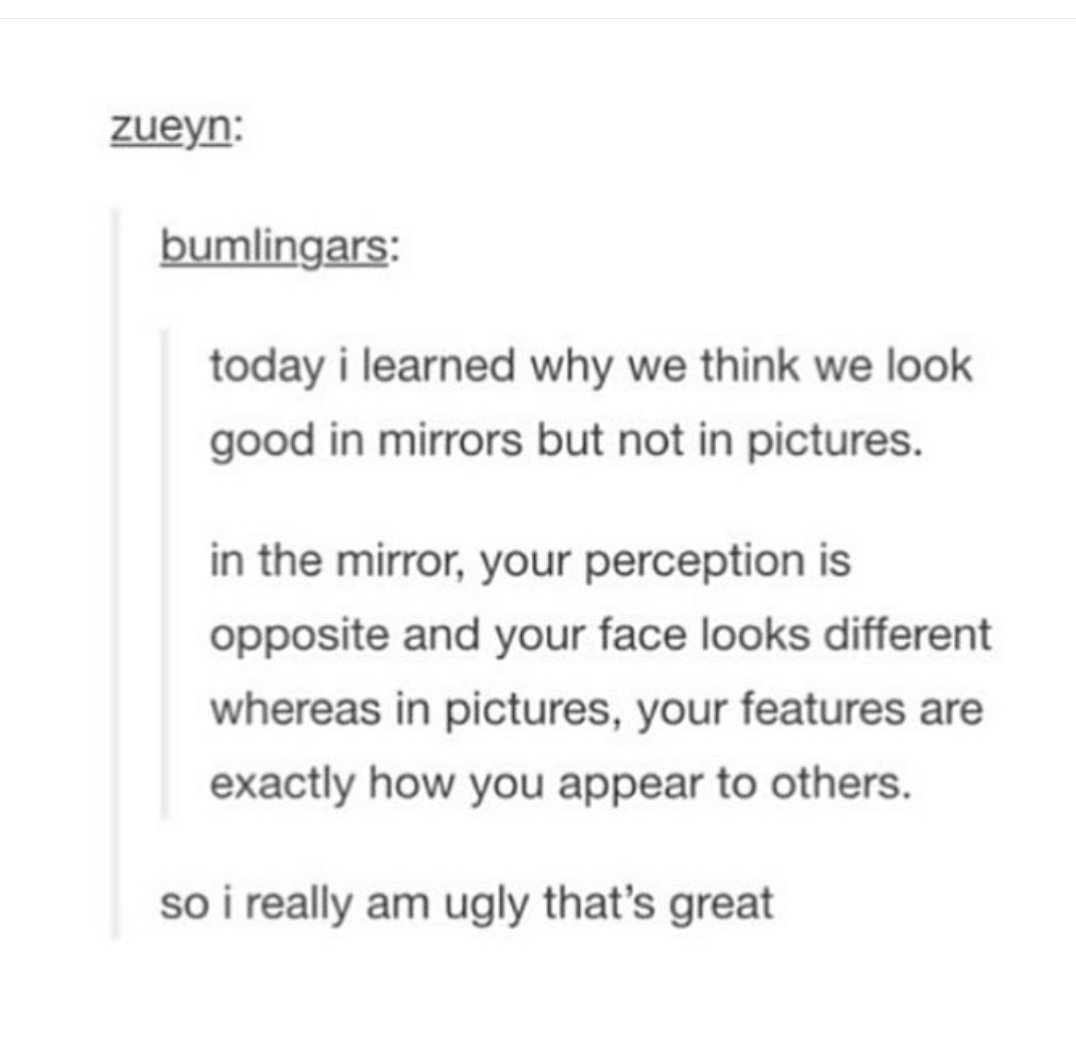 zueyn:
bumlingars:
today i learned why we think we look
good in mirrors but not in pictures.
in the mirror, your perception is
opposite and your face looks different
whereas in pictures, your features are
exactly how you appear to others.
so i really am ugly that’s great